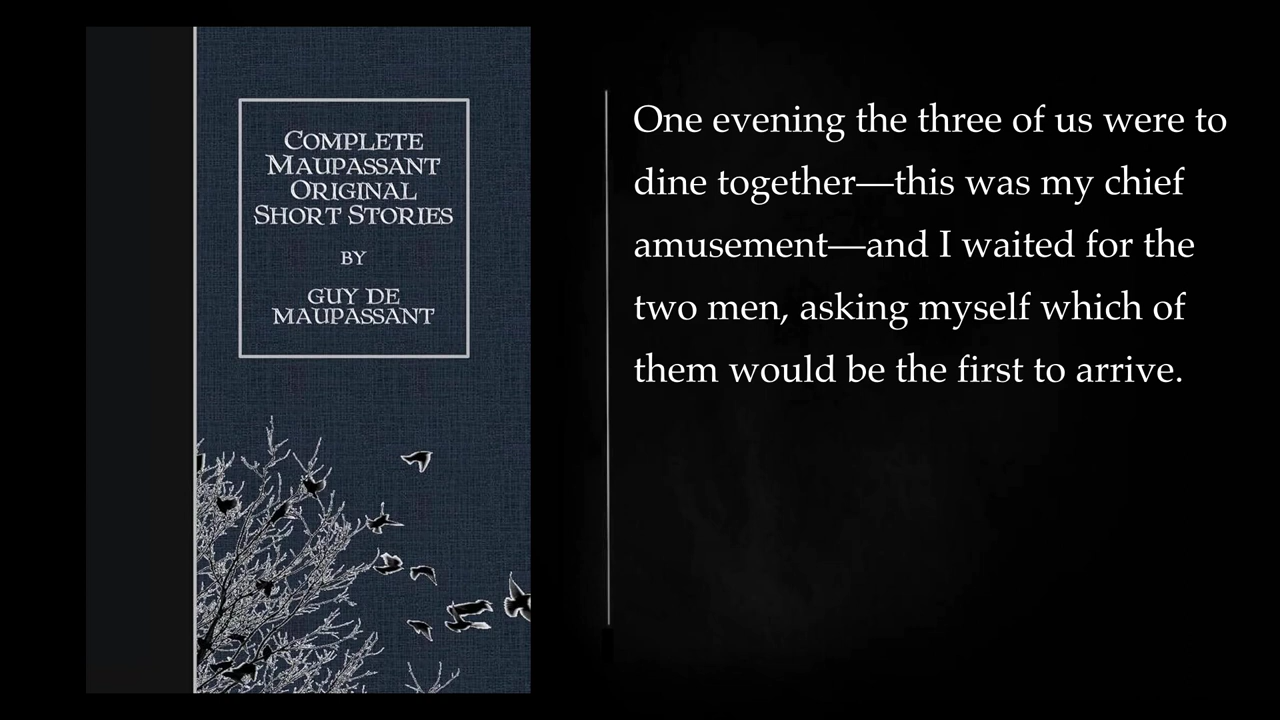 COMPLETE
MAUPASSANT
ORIGINAL
SHORT STORIES
BY
GUY DE
MAUPASSANT
One evening the three of us were to
dine together—this was my chief
amusement—and I waited for the
two men, asking myself which of
them would be the first to arrive.